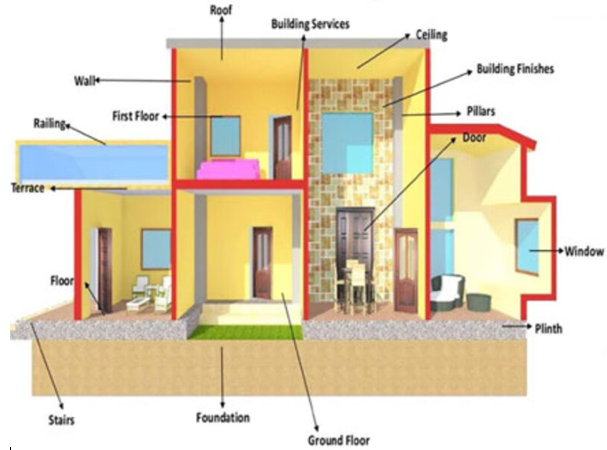 Roof
Building Services
Ceiling
Wall
Building Finishes
First Floor
Pillars
Railing
Door
Terrace
Window
Floor
Plinth
Stairs
Foundation
Ground Floor